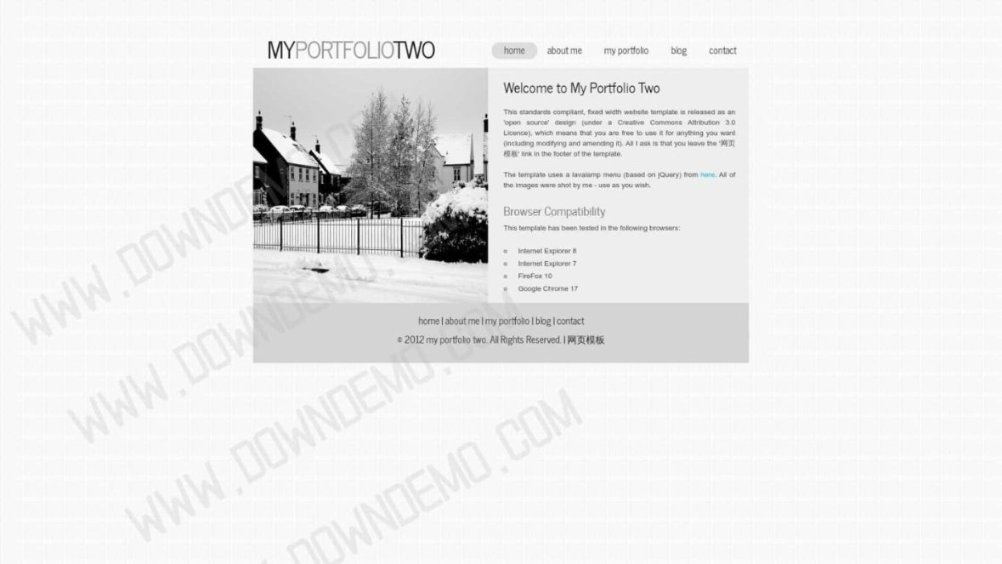 MYPORTFOLIOTWO
home about me my portfolio blog contact
Welcome to My Portfolio Two
This standards compliant, fixed width website template is released as an
'open source' design (under a Creative Commons Attribution 3.0
Licence), which means that you are free to use it for anything you want
(including modifying and amending it). All I ask is that you leave the '网页
模板' link in the footer of the template.
The template uses a lavalamp menu (based on jQuery) from here. All of
the images were shot by me - use as you wish.
Browser Compatibility
This template has been tested in the following browsers:
Internet Explorer 8
Internet Explorer 7
FireFox 10
Google Chrome 17
home | about me | my portfolio | blog | contact
© 2012 my portfolio two. All Rights Reserved. | 网页模板
WWW.DOWNDEMO.COM
WWW.DOWNDEMO.COM
WWW.DOWNDEMO.COM
DOWNDEMO.COM